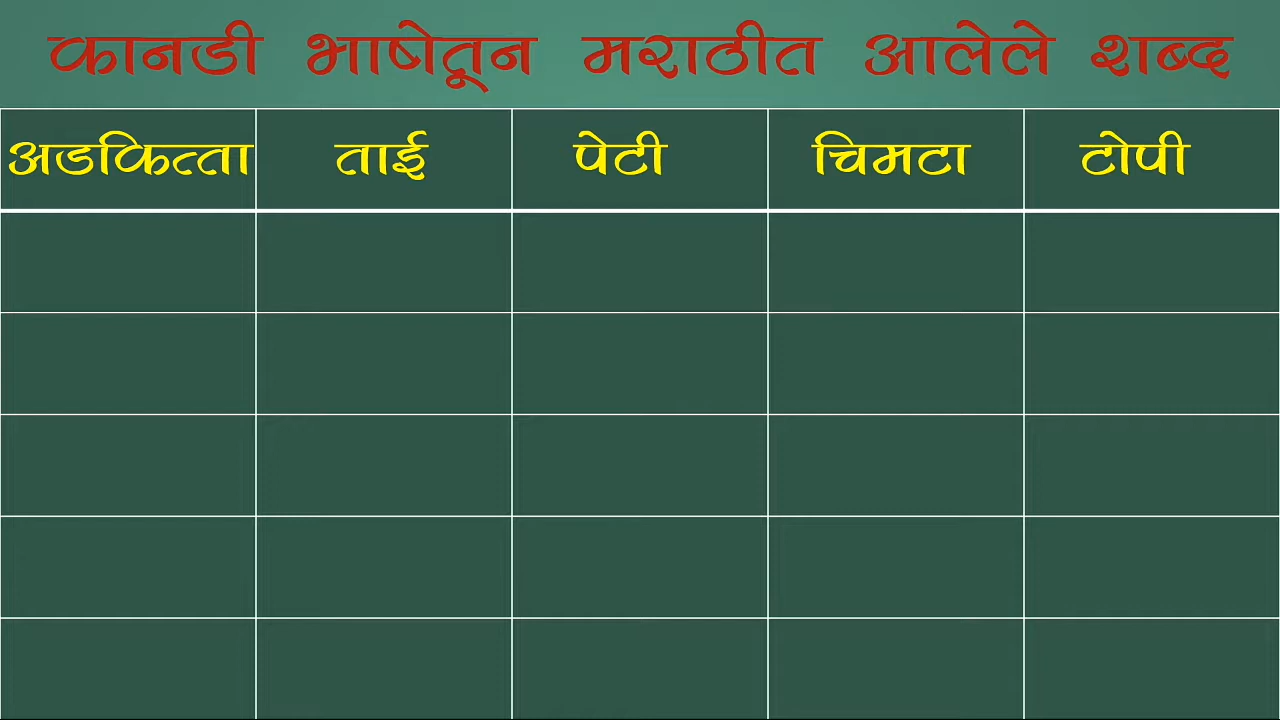 कानडी भाषेतून मराठीत आलेले शब्द
अडकित्ता ताई पेटी चिमटा टोपी